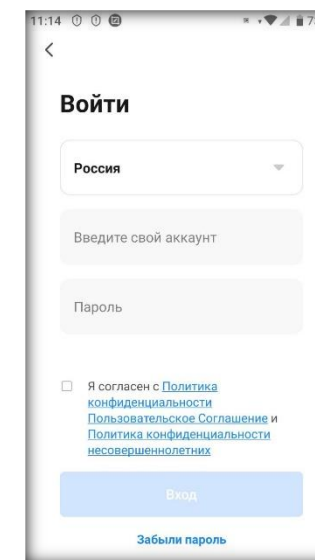 11:14
Войти
Россия
Введите свой аккаунт
Пароль
Я согласен с Политика
конфиденциальности
Пользовательское Соглашение и
Политика конфиденциальности
несовершеннолетних
Вход
Забыли пароль